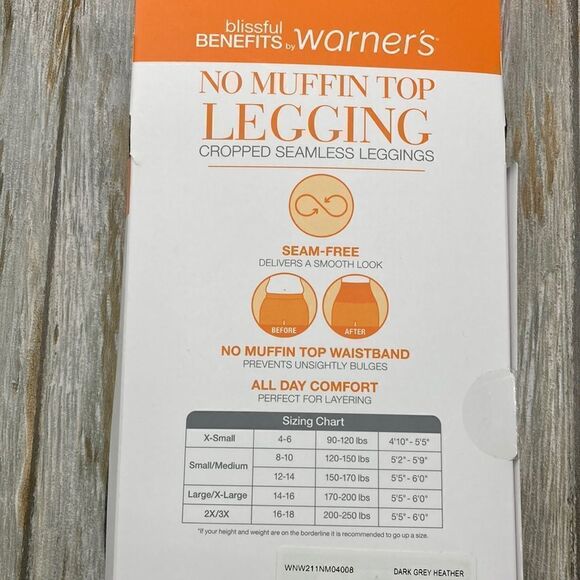 blissful
BENEFITS by warner's®
NO MUFFIN TOP
LEGGING
CROPPED SEAMLESS LEGGINGS
SEAM-FREE
DELIVERS A SMOOTH LOOK
BEFORE AFTER
NO MUFFIN TOP WAISTBAND
PREVENTS UNSIGHTLY BULGES
ALL DAY COMFORT
PERFECT FOR LAYERING
Sizing Chart
X-Small 4-6 90-120 lbs 4'10" - 5'5"
Small/Medium 8-10 120-150 lbs 5'2" - 5'9"
12-14 150-170 lbs 5'5" - 6'0"
Large/X-Large 14-16 170-200 lbs 5'5" - 6'0"
2X/3X 16-18 200-250 lbs 5'5" - 6'0"
*If your height and weight are on the borderline it is recommended to go up a size.
WNW211NM04008 DARK GREY HEATHER